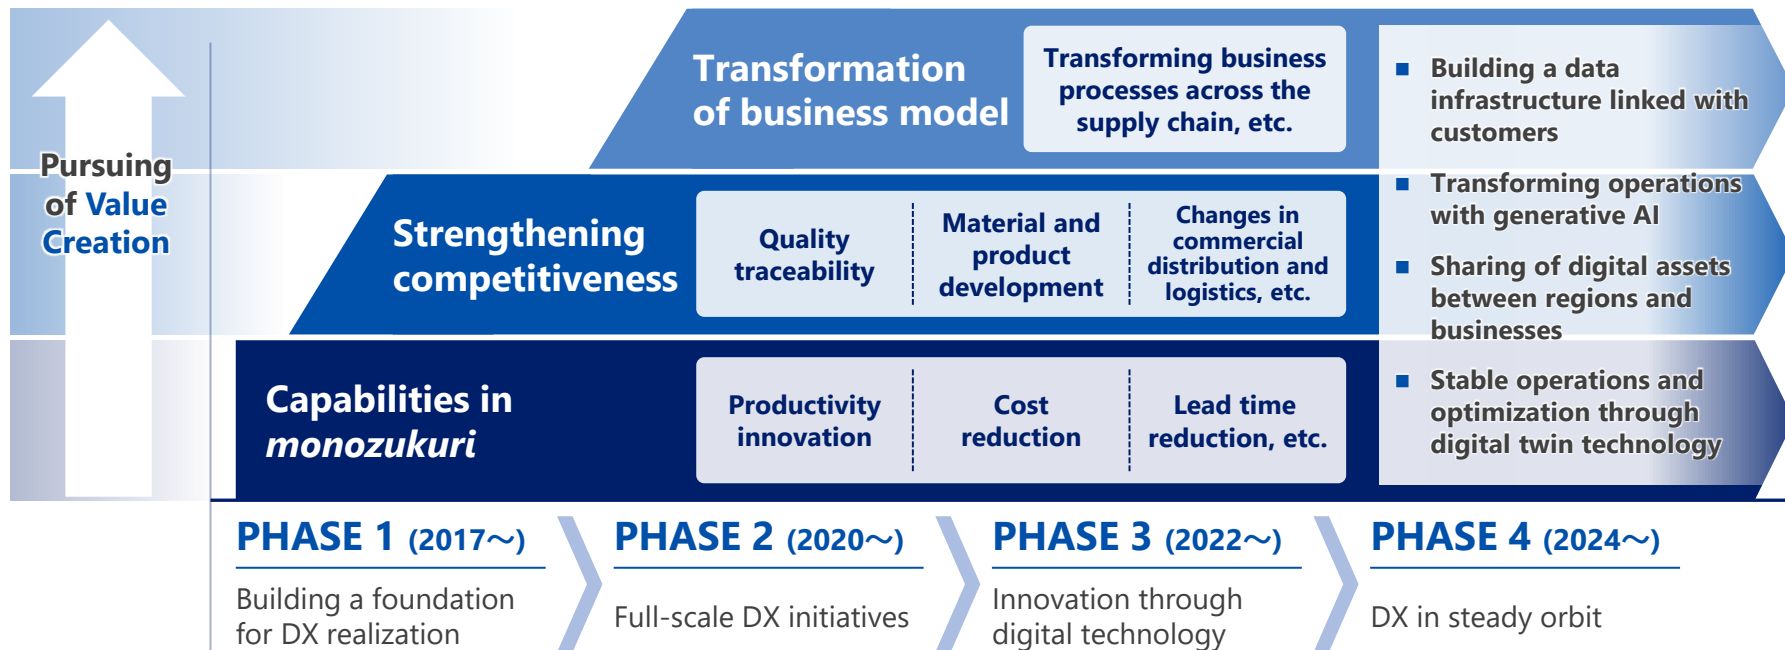 Pursuing
of Value
Creation
Transformation
of business model
Transforming business
processes across the
supply chain, etc.
Strengthening
competitiveness
Quality
traceability
Material and
product
development
Changes in
commercial
distribution and
logistics, etc.
Capabilities in
monozukuri
Productivity
innovation
Cost
reduction
Lead time
reduction, etc.
■ Building a data
infrastructure linked with
customers
■ Transforming operations
with generative AI
■ Sharing of digital assets
between regions and
businesses
■ Stable operations and
optimization through
digital twin technology
PHASE 1 (2017～)
Building a foundation
for DX realization
PHASE 2 (2020～)
Full-scale DX initiatives
PHASE 3 (2022～)
Innovation through
digital technology
PHASE 4 (2024～)
DX in steady orbit